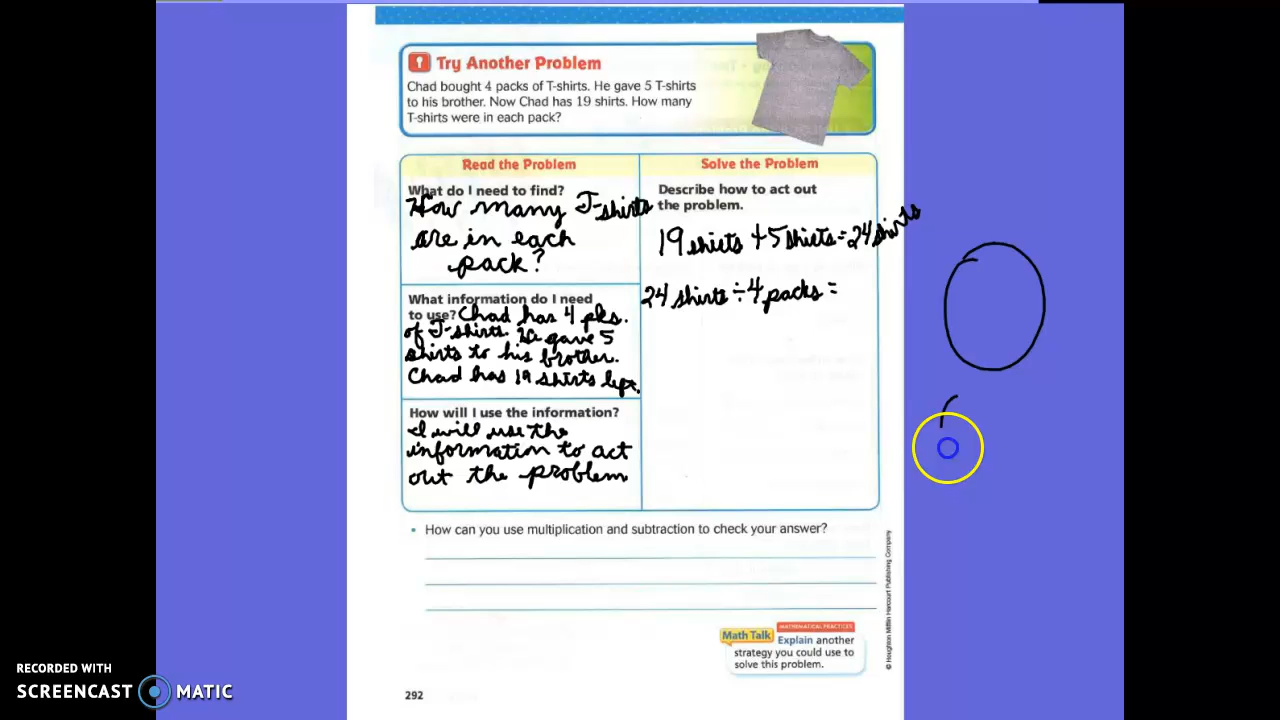 Try Another Problem
Chad bought 4 packs of T-shirts. He gave 5 T-shirts
to his brother. Now Chad has 19 shirts. How many
T-shirts were in each pack?
Read the Problem
What do I need to find?
How many T-shirts
are in each
pack?
What information do I need
to use? Chad has 4 pks.
of T-shirts. He gave 5
shirts to his brother.
Chad has 19 shirts left.
How will I use the information?
I will use the
information to act
out the problem
Solve the Problem
Describe how to act out
the problem.
19 shirts + 5 shirts = 24 shirts
24 shirts ÷ 4 packs =
• How can you use multiplication and subtraction to check your answer?
MATHEMATICAL PRACTICES
Math Talk Explain another
strategy you could use to
solve this problem.
© Houghton Mifflin Harcourt Publishing Company
292
RECORDED WITH
SCREENCAST MATIC